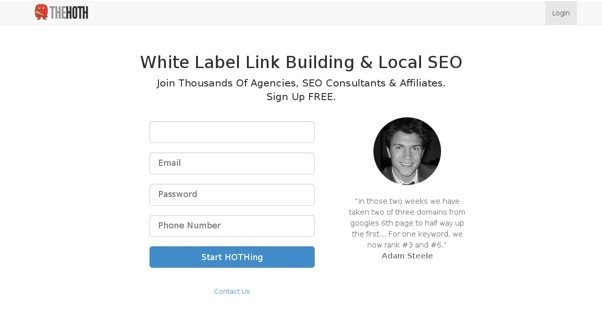 THEHOTH
Login
White Label Link Building & Local SEO
Join Thousands Of Agencies, SEO Consultants & Affiliates.
Sign Up FREE.
Email
Password
Phone Number
Start HOTHing
Contact Us
"In those two weeks we have
taken two of three domains from
googles 6th page to half way up
the first... For one keyword, we
now rank #3 and #6."
Adam Steele